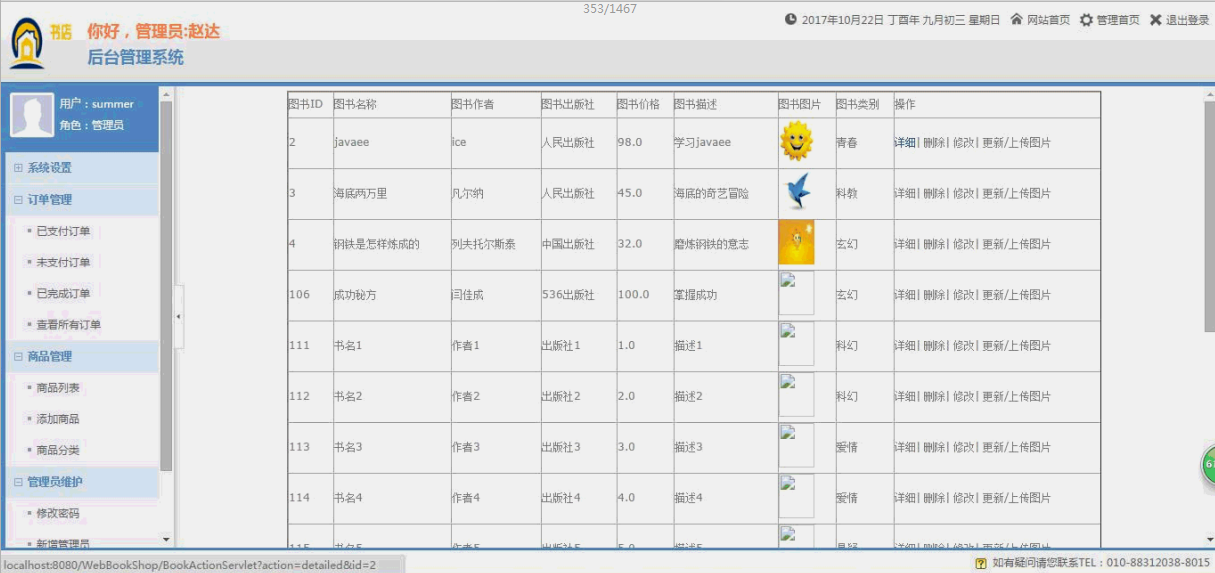 353/1467
书店
你好，管理员:赵达
后台管理系统
2017年10月22日 丁酉年 九月初三 星期日 网站首页 管理首页 退出登录
用户：summer
角色：管理员
系统设置
订单管理
已支付订单
未支付订单
已完成订单
查看所有订单
商品管理
商品列表
添加商品
商品分类
管理员维护
修改密码
新增管理员
图书ID 图书名称 图书作者 图书出版社 图书价格 图书描述 图书图片 图书类别 操作
2 javaee ice 人民出版社 98.0 学习javaee 青春 详细| 删除| 修改| 更新/上传图片
3 海底两万里 凡尔纳 人民出版社 45.0 海底的奇艺冒险 科教 详细| 删除| 修改| 更新/上传图片
4 钢铁是怎样炼成的 列夫托尔斯泰 中国出版社 32.0 磨炼钢铁的意志 玄幻 详细| 删除| 修改| 更新/上传图片
106 成功秘方 闫佳成 536出版社 100.0 掌握成功 玄幻 详细| 删除| 修改| 更新/上传图片
111 书名1 作者1 出版社1 1.0 描述1 科幻 详细| 删除| 修改| 更新/上传图片
112 书名2 作者2 出版社2 2.0 描述2 科幻 详细| 删除| 修改| 更新/上传图片
113 书名3 作者3 出版社3 3.0 描述3 爱情 详细| 删除| 修改| 更新/上传图片
114 书名4 作者4 出版社4 4.0 描述4 爱情 详细| 删除| 修改| 更新/上传图片
115 书名5 作者5 出版社5 5.0 描述5 悬疑 详细| 删除| 修改| 更新/上传图片
localhost:8080/WebBookShop/BookActionServlet?action=detailed&id=2
如有疑问请您联系TEL：010-88312038-8015